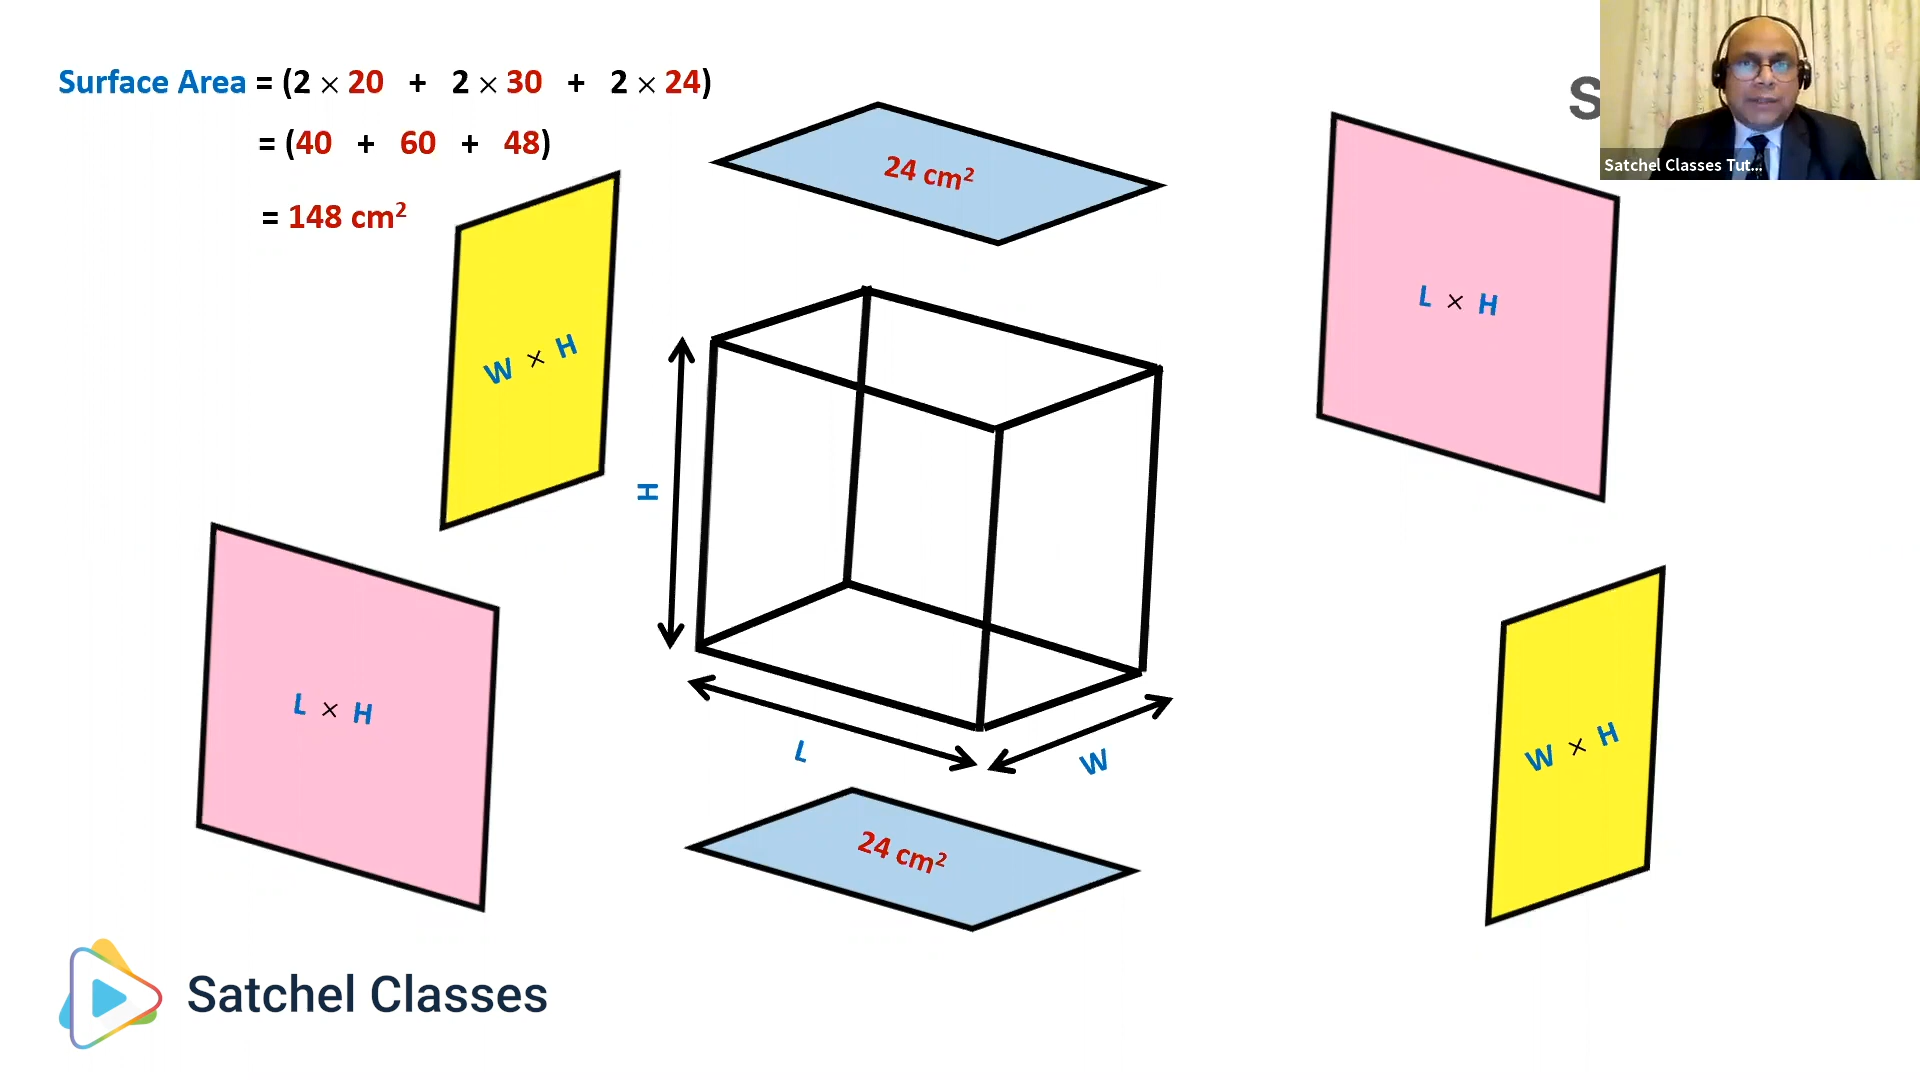 Surface Area = (2 × 20 + 2 × 30 + 2 × 24)
= (40 + 60 + 48)
= 148 cm²
24 cm²
S
Satchel Classes Tut...
L × H
W × H
H
L × H
W × H
L
W
24 cm²
Satchel Classes